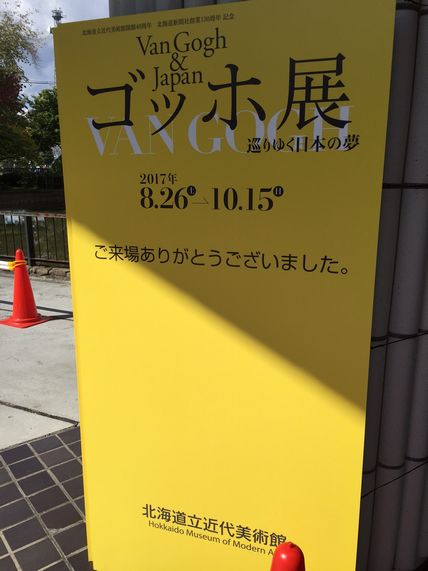 北海道立近代美術館開館40周年　北海道新聞社創業130周年 記念
Van Gogh
&
Japan
ゴッホ展
VAN GOGH
巡りゆく日本の夢
2017年
8.26土→10.15日
ご来場ありがとうございました。
北海道立近代美術館
Hokkaido Museum of Modern